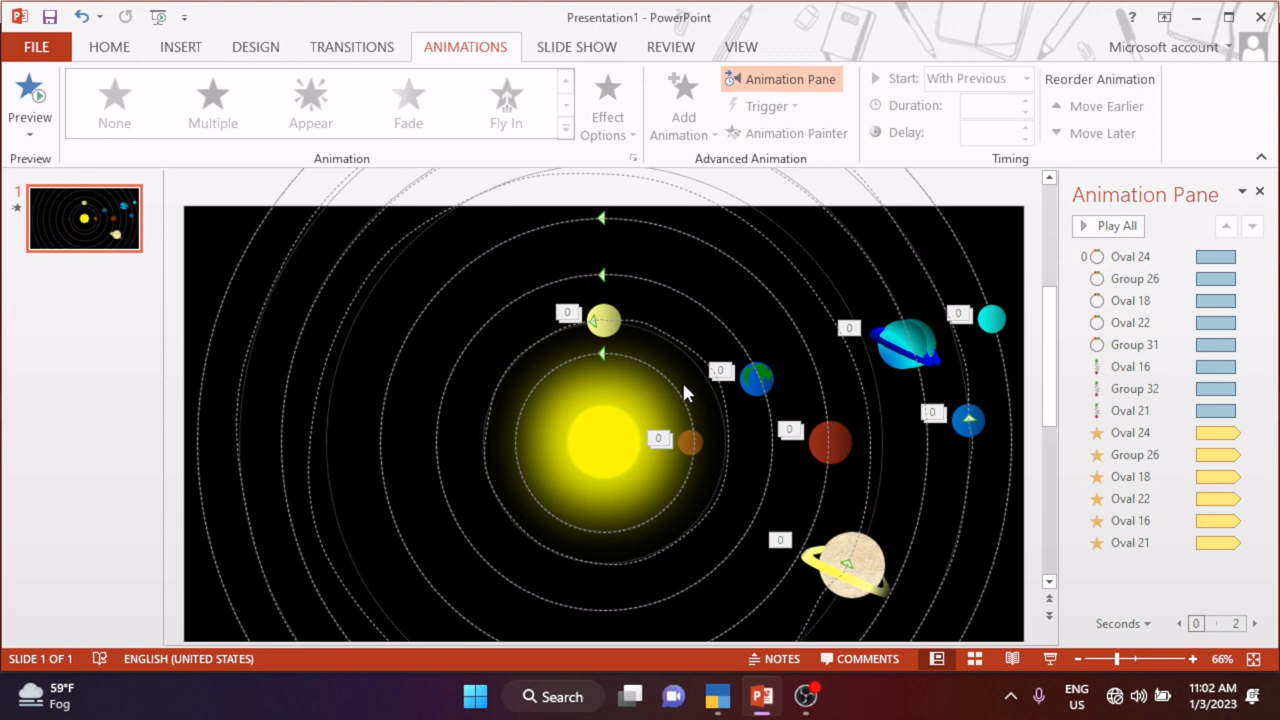 Presentation1 - PowerPoint
?
FILE HOME INSERT DESIGN TRANSITIONS ANIMATIONS SLIDE SHOW REVIEW VIEW Microsoft account
Preview
None Multiple Appear Fade Fly In
Effect Options
Add Animation
Animation Pane
Trigger
Animation Painter
Start: With Previous
Duration:
Delay:
Reorder Animation
Move Earlier
Move Later
Preview Animation Advanced Animation Timing
1
0
0
0
0
0
0
0
0
Animation Pane
Play All
0 Oval 24
Group 26
Oval 18
Oval 22
Group 31
Oval 16
Group 32
Oval 21
Oval 24
Group 26
Oval 18
Oval 22
Oval 16
Oval 21
Seconds 0 2
SLIDE 1 OF 1 ENGLISH (UNITED STATES) NOTES COMMENTS 66%
59°F
Fog
Search
ENG
US
11:02 AM
1/3/2023